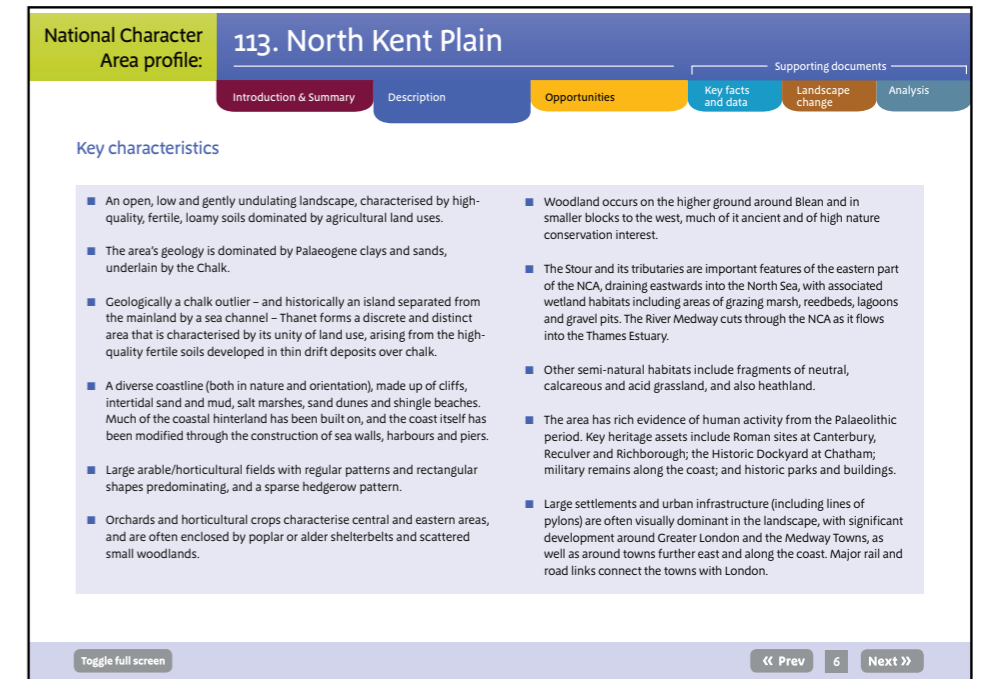 National Character
Area profile:
113. North Kent Plain
Supporting documents
Introduction & Summary
Description
Opportunities
Key facts
and data
Landscape
change
Analysis
Key characteristics
■ An open, low and gently undulating landscape, characterised by high-
quality, fertile, loamy soils dominated by agricultural land uses.
■ The area's geology is dominated by Palaeogene clays and sands,
underlain by the Chalk.
■ Geologically a chalk outlier – and historically an island separated from
the mainland by a sea channel – Thanet forms a discrete and distinct
area that is characterised by its unity of land use, arising from the high-
quality fertile soils developed in thin drift deposits over chalk.
■ A diverse coastline (both in nature and orientation), made up of cliffs,
intertidal sand and mud, salt marshes, sand dunes and shingle beaches.
Much of the coastal hinterland has been built on, and the coast itself has
been modified through the construction of sea walls, harbours and piers.
■ Large arable/horticultural fields with regular patterns and rectangular
shapes predominating, and a sparse hedgerow pattern.
■ Orchards and horticultural crops characterise central and eastern areas,
and are often enclosed by poplar or alder shelterbelts and scattered
small woodlands.
■ Woodland occurs on the higher ground around Blean and in
smaller blocks to the west, much of it ancient and of high nature
conservation interest.
■ The Stour and its tributaries are important features of the eastern part
of the NCA, draining eastwards into the North Sea, with associated
wetland habitats including areas of grazing marsh, reedbeds, lagoons
and gravel pits. The River Medway cuts through the NCA as it flows
into the Thames Estuary.
■ Other semi-natural habitats include fragments of neutral,
calcareous and acid grassland, and also heathland.
■ The area has rich evidence of human activity from the Palaeolithic
period. Key heritage assets include Roman sites at Canterbury,
Reculver and Richborough; the Historic Dockyard at Chatham;
military remains along the coast; and historic parks and buildings.
■ Large settlements and urban infrastructure (including lines of
pylons) are often visually dominant in the landscape, with significant
development around Greater London and the Medway Towns, as
well as around towns further east and along the coast. Major rail and
road links connect the towns with London.
Toggle full screen
‹‹ Prev
6
Next ››